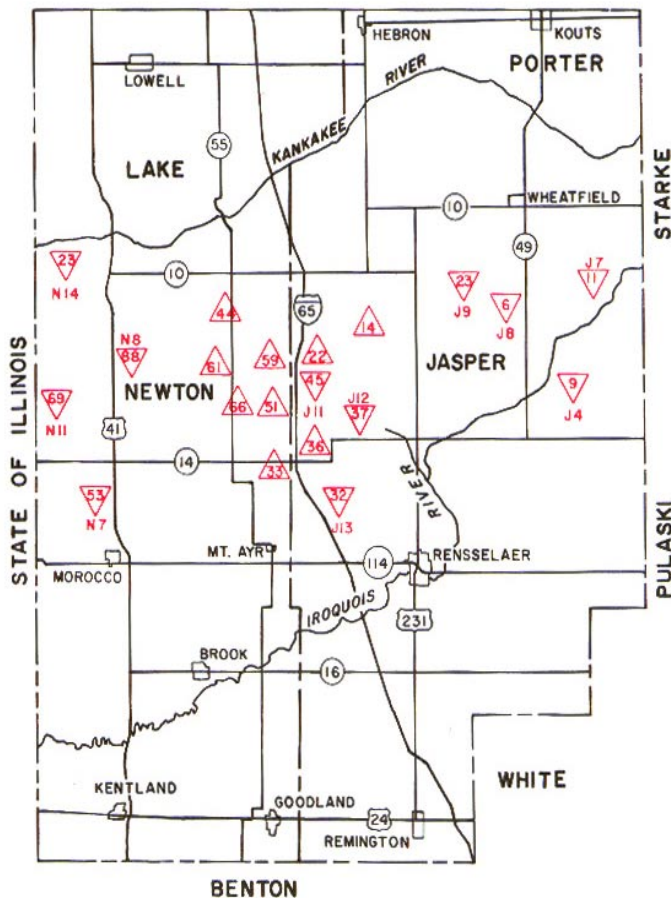 HEBRON
KOUTS
PORTER
LOWELL
RIVER
KANKAKEE
55
LAKE
STARKE
WHEATFIELD
10
49
23
N14
10
J7
11
23
J9
6
J8
44
65
14
N8
88
61
59
22
JASPER
NEWTON
45
J11
9
J4
69
N11
66
51
J12
37
41
36
STATE OF ILLINOIS
14
33
53
N7
32
J13
RIVER
MT. AYR
114
RENSSELAER
MOROCCO
PULASKI
IROQUOIS
231
BROOK
16
WHITE
KENTLAND
GOODLAND
24
REMINGTON
BENTON